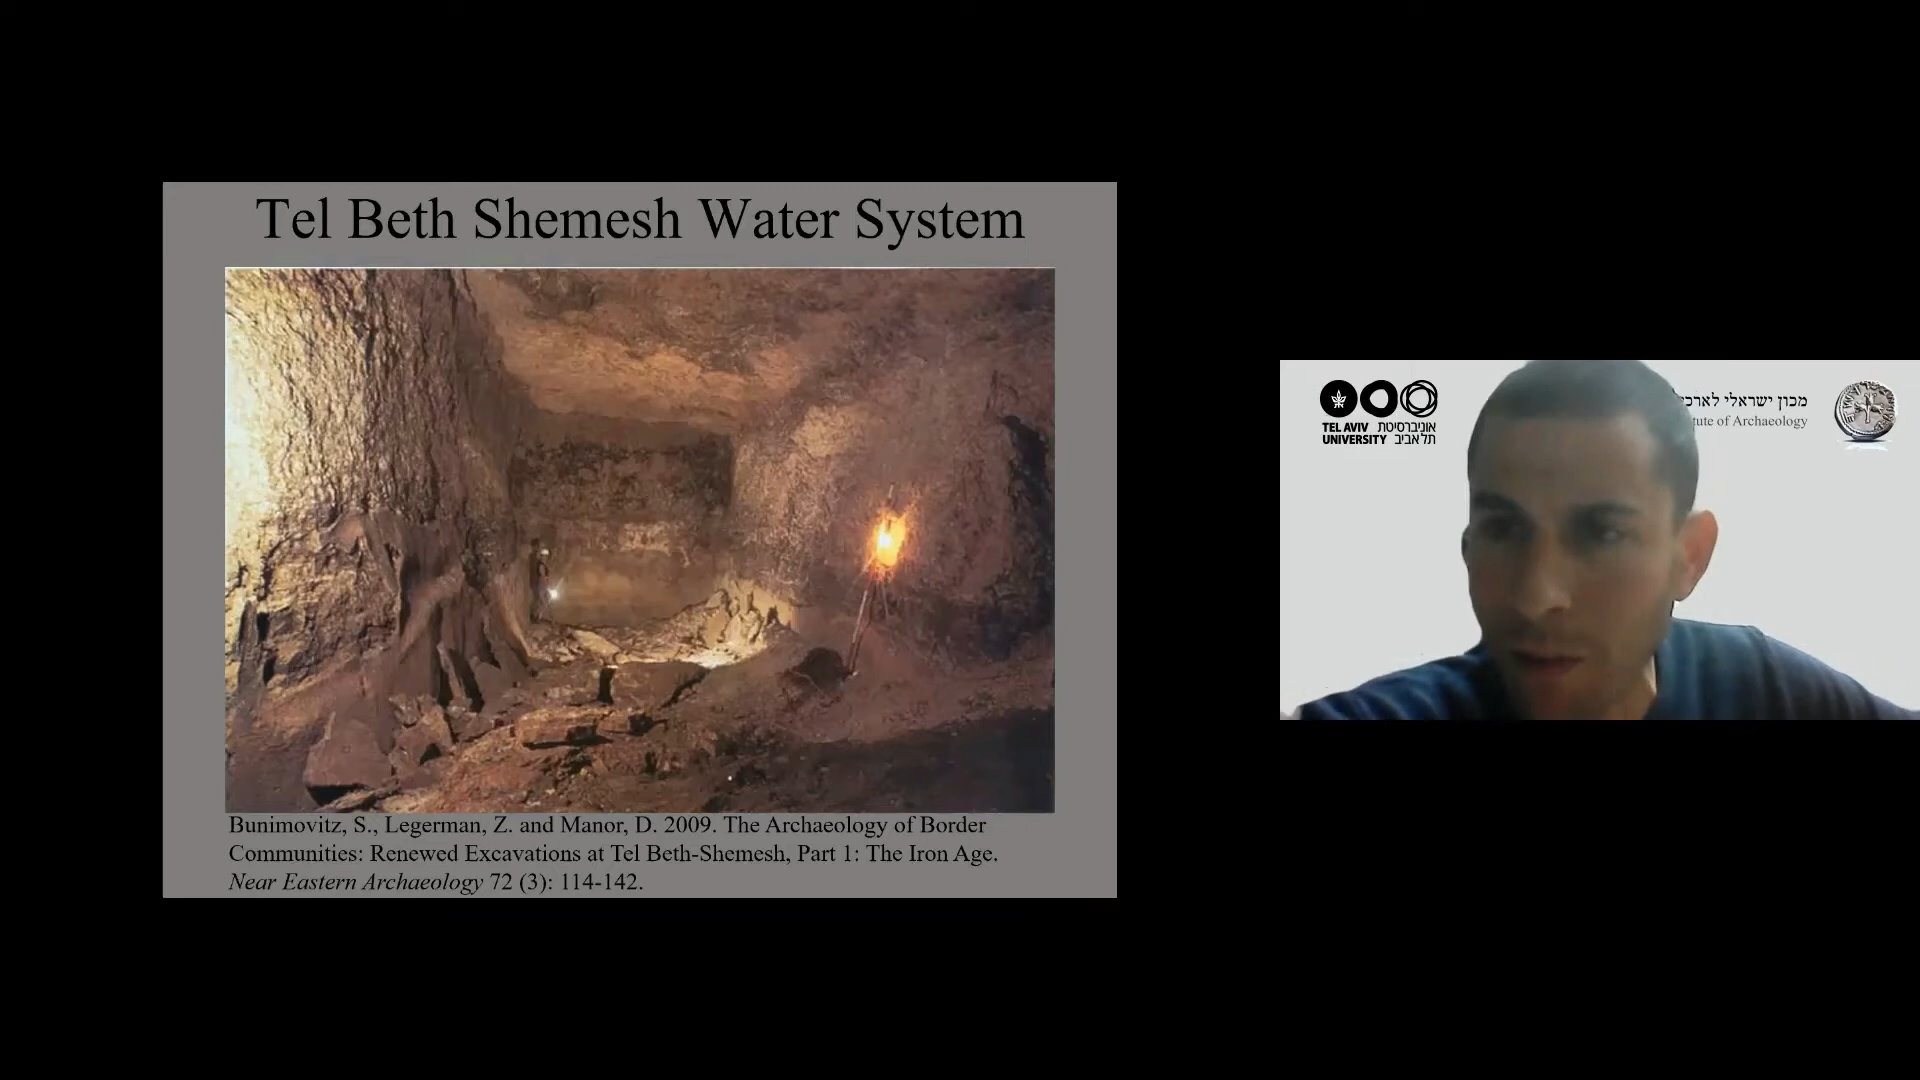 Tel Beth Shemesh Water System
Bunimovitz, S., Legerman, Z. and Manor, D. 2009. The Archaeology of Border
Communities: Renewed Excavations at Tel Beth-Shemesh, Part 1: The Iron Age.
Near Eastern Archaeology 72 (3): 114-142.
TEL AVIV אוניברסיטת
UNIVERSITY תל אביב
מכון ישראלי
of Archaeology